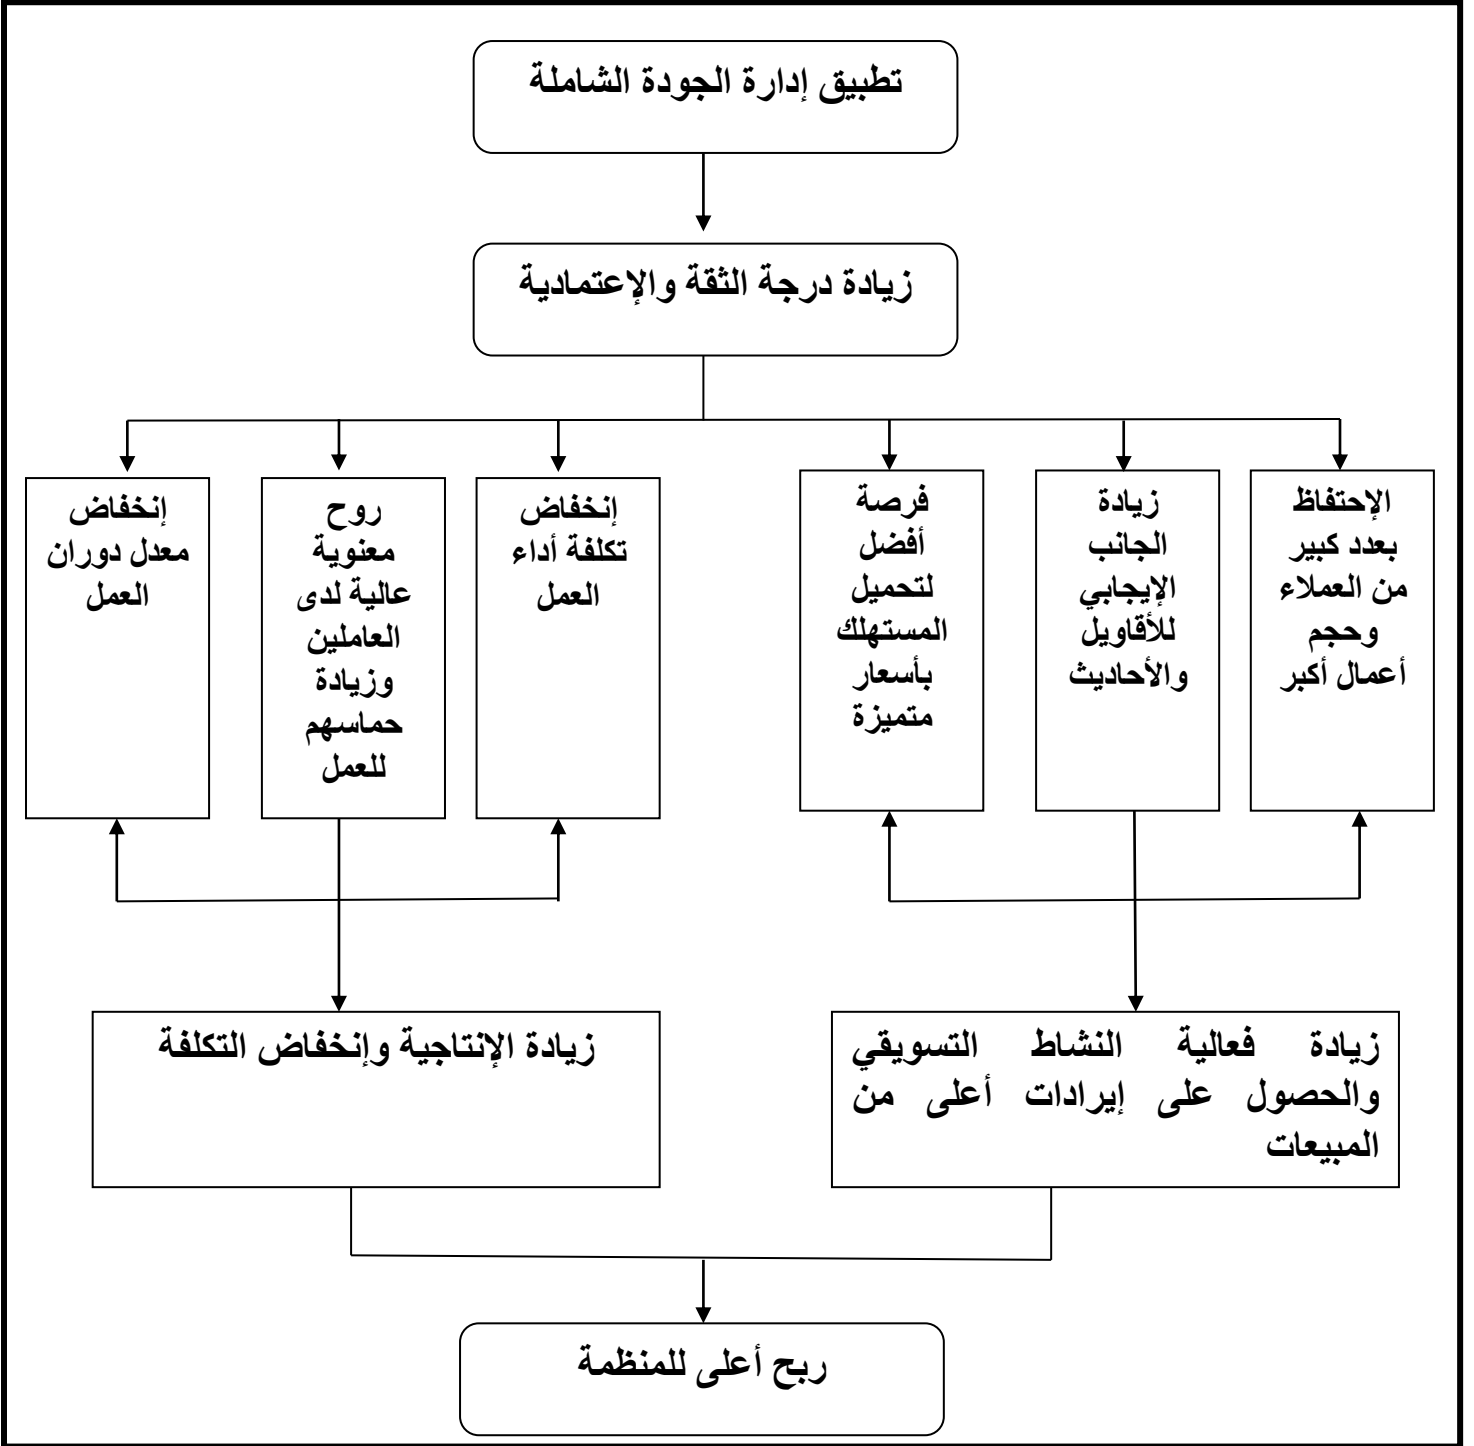 تطبيق إدارة الجودة الشاملة
زيادة درجة الثقة والإعتمادية
الإحتفاظ
بعدد كبير
من العملاء
وحجم
أعمال أكبر
زيادة
الجانب
الإيجابي
للأقاويل
والأحاديث
فرصة
أفضل
لتحميل
المستهلك
بأسعار
متميزة
إنخفاض
تكلفة أداء
العمل
روح
معنوية
عالية لدى
العاملين
وزيادة
حماسهم
للعمل
إنخفاض
معدل دوران
العمل
زيادة فعالية النشاط التسويقي
والحصول على إيرادات أعلى من
المبيعات
زيادة الإنتاجية وإنخفاض التكلفة
ربح أعلى للمنظمة